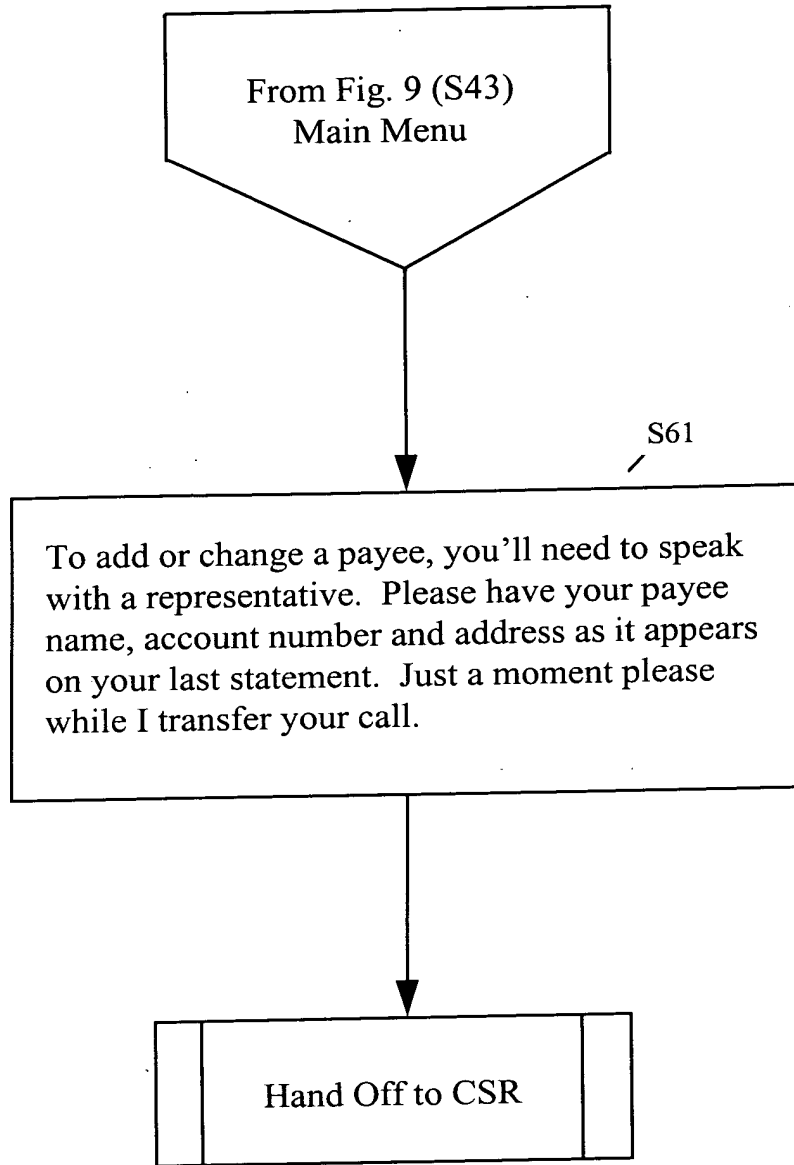 From Fig. 9 (S43)
Main Menu
S61
To add or change a payee, you’ll need to speak
with a representative.  Please have your payee
name, account number and address as it appears
on your last statement.  Just a moment please
while I transfer your call.
Hand Off to CSR